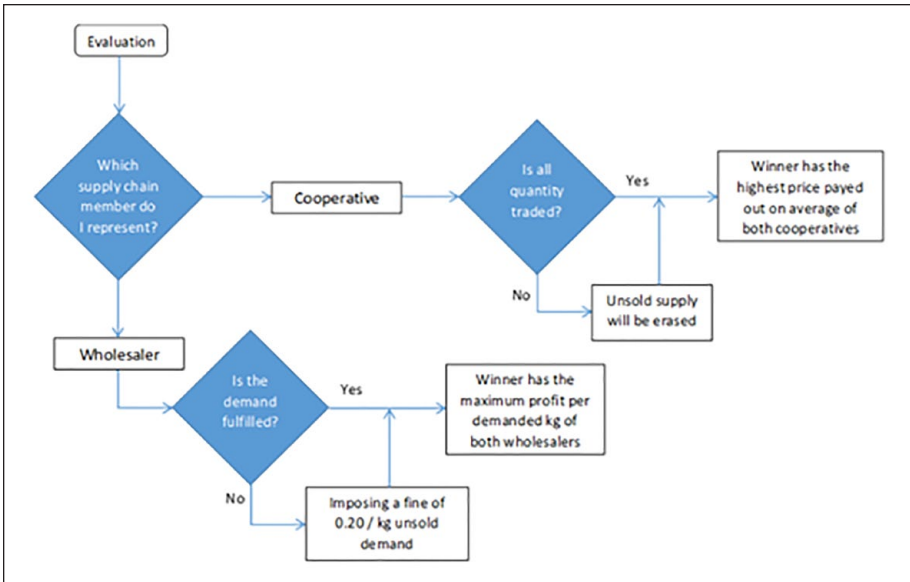 Evaluation
Which
supply chain
member do
I represent?
Cooperative
Is all
quantity
traded?
Yes
Winner has the
highest price payed
out on average of
both cooperatives
No
Unsold supply
will be erased
Wholesaler
Is the
demand
fulfilled?
Yes
Winner has the
maximum profit per
demanded kg of
both wholesalers
No
Imposing a fine of
0.20 / kg unsold
demand